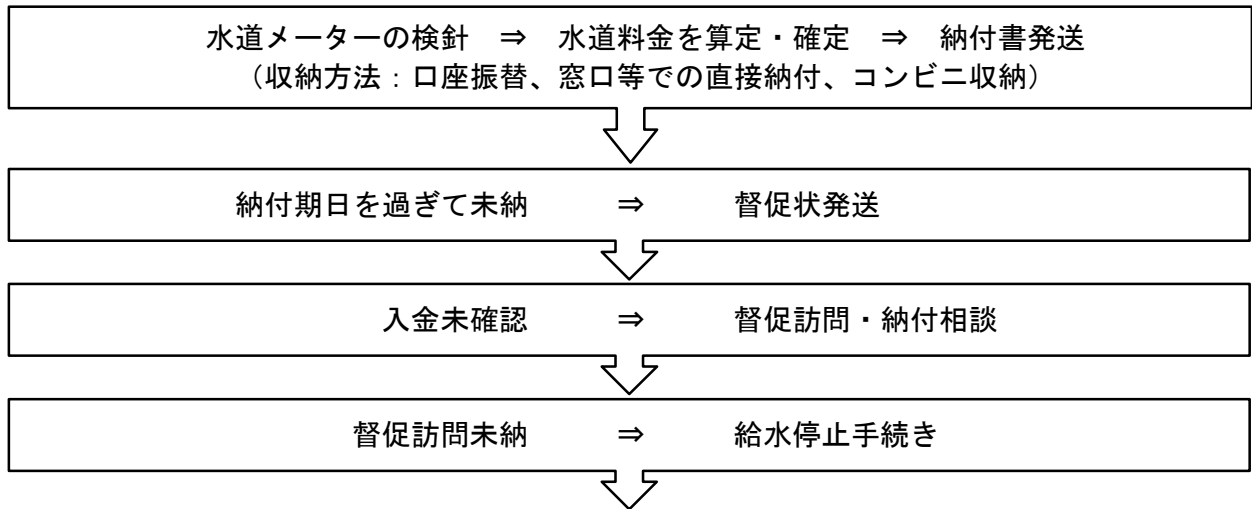 水道メーターの検針 ⇒ 水道料金を算定・確定 ⇒ 納付書発送
（収納方法：口座振替、窓口等での直接納付、コンビニ収納）
納付期日を過ぎて未納 ⇒ 督促状発送
入金未確認 ⇒ 督促訪問・納付相談
督促訪問未納 ⇒ 給水停止手続き